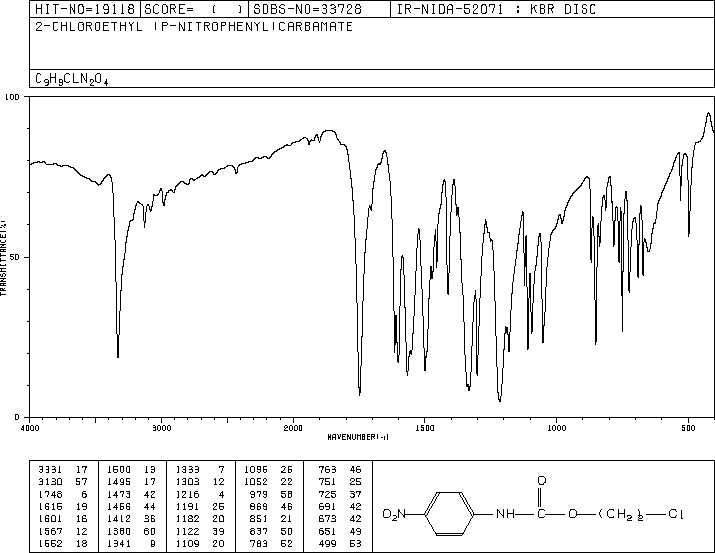 HIT-NO=19118 SCORE= ( ) SDBS-NO=33728 IR-NIDA-52071 : KBR DISC
2-CHLOROETHYL (P-NITROPHENYL)CARBAMATE
C9H9CLN2O4
100
50
0
TRANSMITTANCE(%)
4000 3000 2000 1500 1000 500
WAVENUMBER(-1)
3331 17 1500 13 1333 7 1096 25 763 46
3130 57 1495 17 1303 12 1052 22 751 25
1748 6 1473 42 1216 4 979 58 725 37
1615 19 1456 44 1191 25 869 46 691 42
1601 16 1412 36 1182 20 851 21 673 42
1567 12 1380 60 1122 39 837 50 651 49
1552 18 1341 9 1109 20 783 52 499 53
O
O2N NH—C—O—(CH2)2—Cl